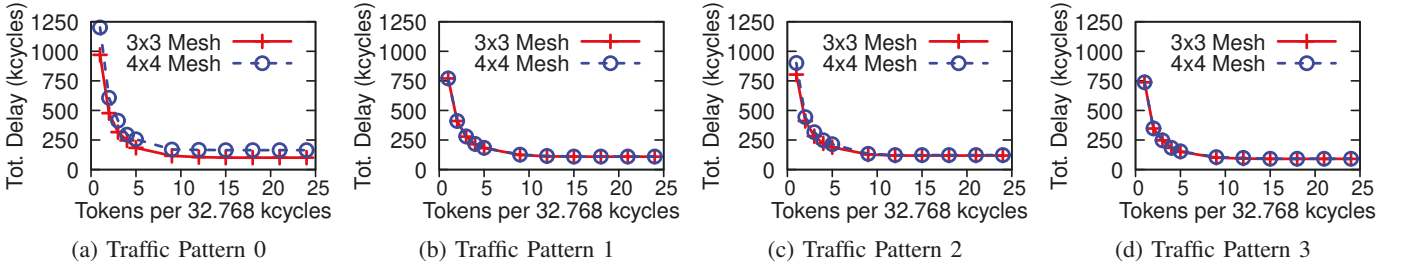 Tot. Delay (kcycles)
1250
1000
750
500
250
0
3x3 Mesh
4x4 Mesh
0 5 10 15 20 25
Tokens per 32.768 kcycles
(a) Traffic Pattern 0
Tot. Delay (kcycles)
1250
1000
750
500
250
0
3x3 Mesh
4x4 Mesh
0 5 10 15 20 25
Tokens per 32.768 kcycles
(b) Traffic Pattern 1
Tot. Delay (kcycles)
1250
1000
750
500
250
0
3x3 Mesh
4x4 Mesh
0 5 10 15 20 25
Tokens per 32.768 kcycles
(c) Traffic Pattern 2
Tot. Delay (kcycles)
1250
1000
750
500
250
0
3x3 Mesh
4x4 Mesh
0 5 10 15 20 25
Tokens per 32.768 kcycles
(d) Traffic Pattern 3